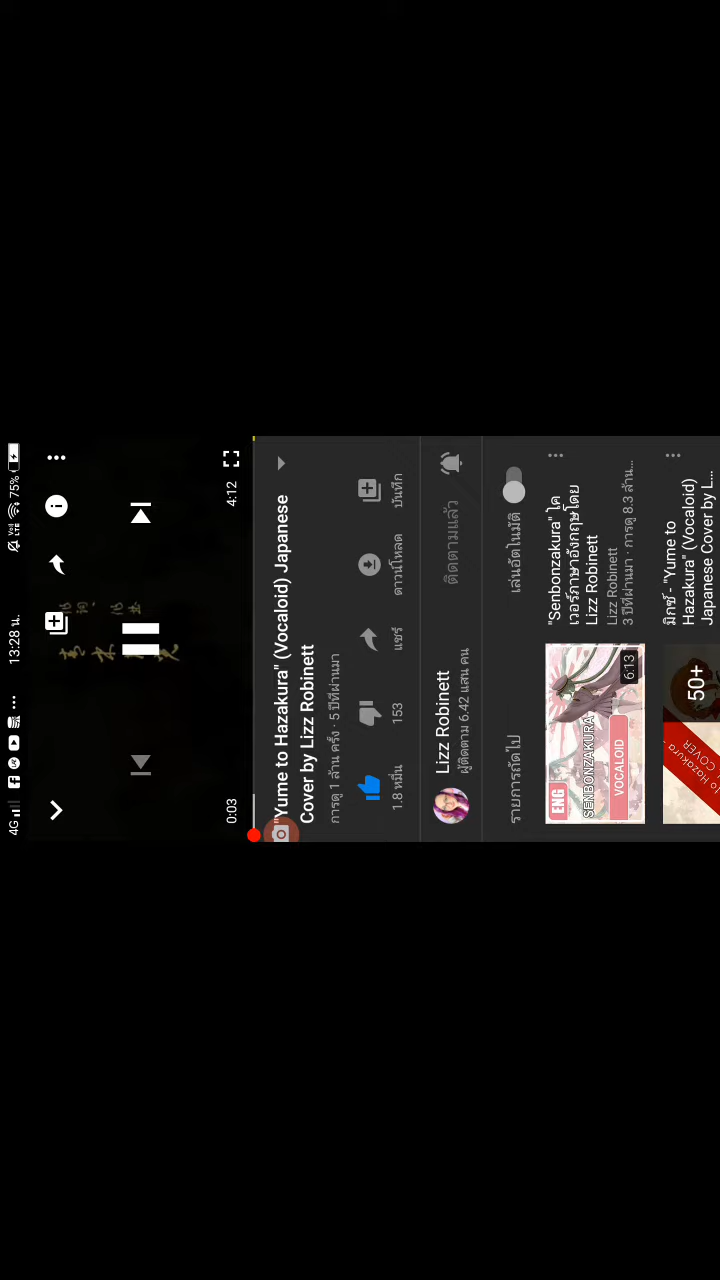 4G
13:28 น.
75%
0:03
4:12
"Yume to Hazakura" (Vocaloid) Japanese
Cover by Lizz Robinett
การดู 1 ล้าน ครั้ง · 5 ปีที่ผ่านมา
1.8 หมื่น
153
แชร์
ดาวน์โหลด
บันทึก
Lizz Robinett
ผู้ติดตาม 6.42 แสน คน
ติดตามแล้ว
รายการถัดไป
เล่นอัตโนมัติ
ENG
SENBONZAKURA
VOCALOID
6:13
"Senbonzakura" ไค
เวอร์ภาษาอังกฤษโดย
Lizz Robinett
Lizz Robinett
3 ปีที่ผ่านมา · การดู 8.3 ล้าน...
COVER
50+
มิกซ์ - "Yume to
Hazakura" (Vocaloid)
Japanese Cover by L...